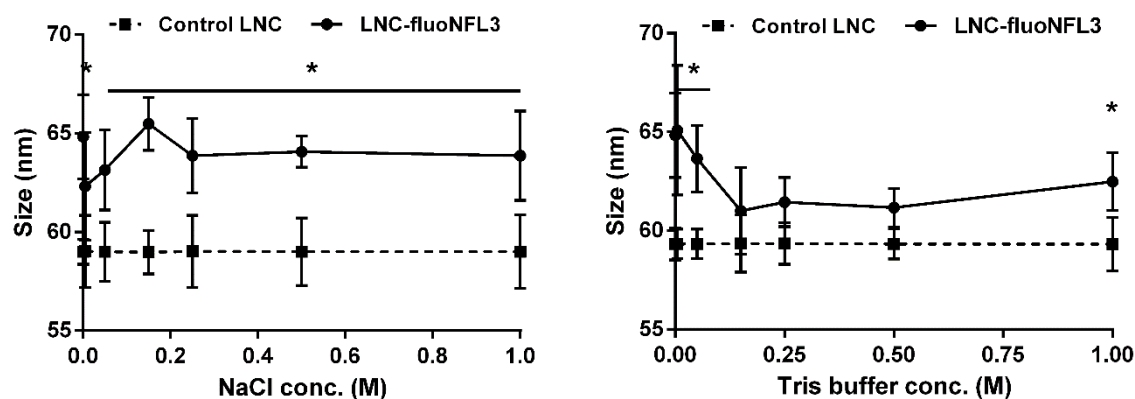 Control LNC LNC-fluoNFL3
70
65
60
55
Size (nm)
* *
0.0 0.2 0.4 0.6 0.8 1.0
NaCl conc. (M)
Control LNC LNC-fluoNFL3
70
65
60
55
Size (nm)
* *
0.00 0.25 0.50 0.75 1.00
Tris buffer conc. (M)